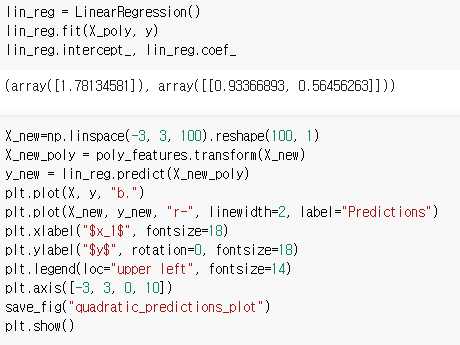 lin_reg = LinearRegression()
lin_reg.fit(X_poly, y)
lin_reg.intercept_, lin_reg.coef_
(array([1.78134581]), array([[0.93366893, 0.56456263]]))
X_new=np.linspace(-3, 3, 100).reshape(100, 1)
X_new_poly = poly_features.transform(X_new)
y_new = lin_reg.predict(X_new_poly)
plt.plot(X, y, "b.")
plt.plot(X_new, y_new, "r-", linewidth=2, label="Predictions")
plt.xlabel("$x_1$", fontsize=18)
plt.ylabel("$y$", rotation=0, fontsize=18)
plt.legend(loc="upper left", fontsize=14)
plt.axis([-3, 3, 0, 10])
save_fig("quadratic_predictions_plot")
plt.show()